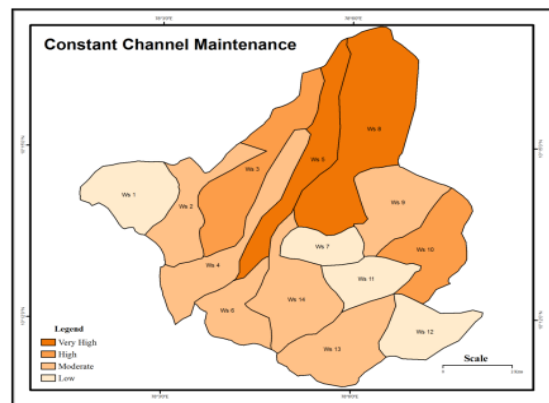 Constant Channel Maintenance
Ws 8
Ws 5
Ws 3
Ws 1
Ws 2
Ws 9
Ws 7
Ws 10
Ws 4
Ws 11
Ws 14
Ws 6
Ws 12
Ws 13
Legend
Very High
High
Moderate
Low
Scale